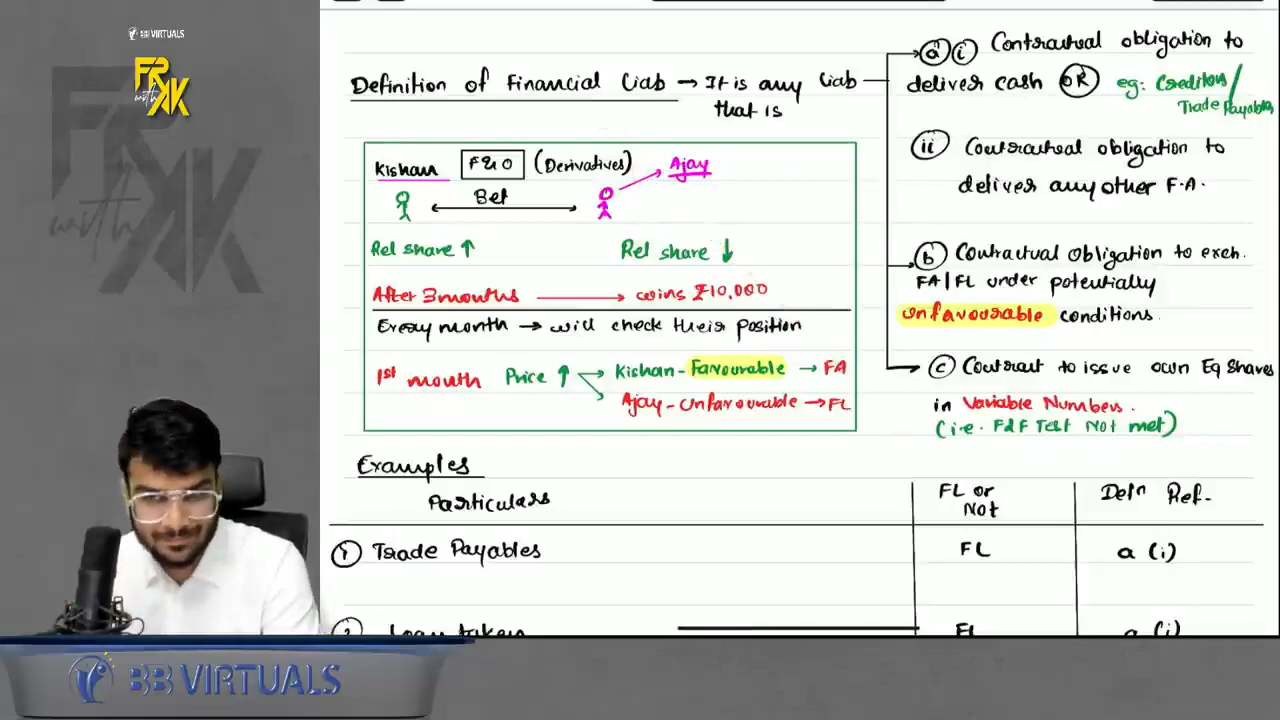 BB VIRTUALS
FR
with
AK
Definition of Financial Liab → It is any Liab
that is
a i Contractual obligation to
deliver cash OR eg: Creditors/
Trade Payables
ii Contractual obligation to
deliver any other F.A.
b Contractual obligation to exch.
FA/FL under potentially
unfavourable conditions.
c Contract to issue own Eq Shares
in Variable Numbers.
(i.e. F&F Test Not met)
Kishan F&O (Derivatives) Ajay
Bet
Rel share ↑ Rel share ↓
After 3 months → wins ₹10,000
Every month → will check their position
1st month Price ↑ Kishan - Favourable → FA
Ajay - Unfavourable → FL
Examples
Particulars FL or Not Defn Ref.
1 Trade Payables FL a (i)
2 Loan taken FL a (i)
BB VIRTUALS